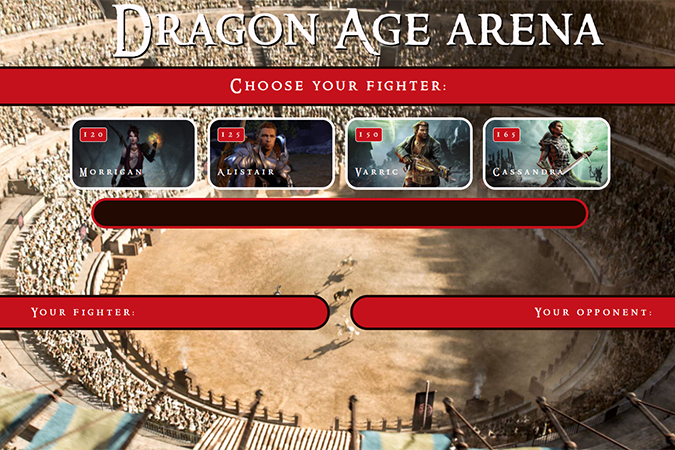 Dragon Age arena
Choose your fighter:
120
Morrigan
125
Alistair
150
Varric
165
Cassandra
Your fighter:
Your opponent: